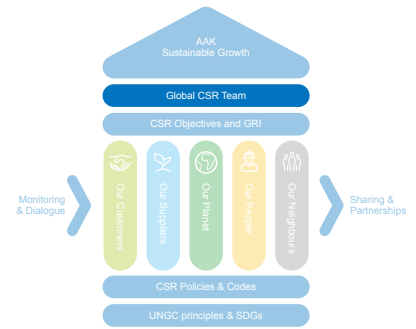 AAK
Sustainable Growth
Global CSR Team
CSR Objectives and GRI
Our Customers
Our Suppliers
Our Planet
Our People
Our Neighbours
Monitoring
& Dialogue
Sharing &
Partnerships
CSR Policies & Codes
UNGC principles & SDGs